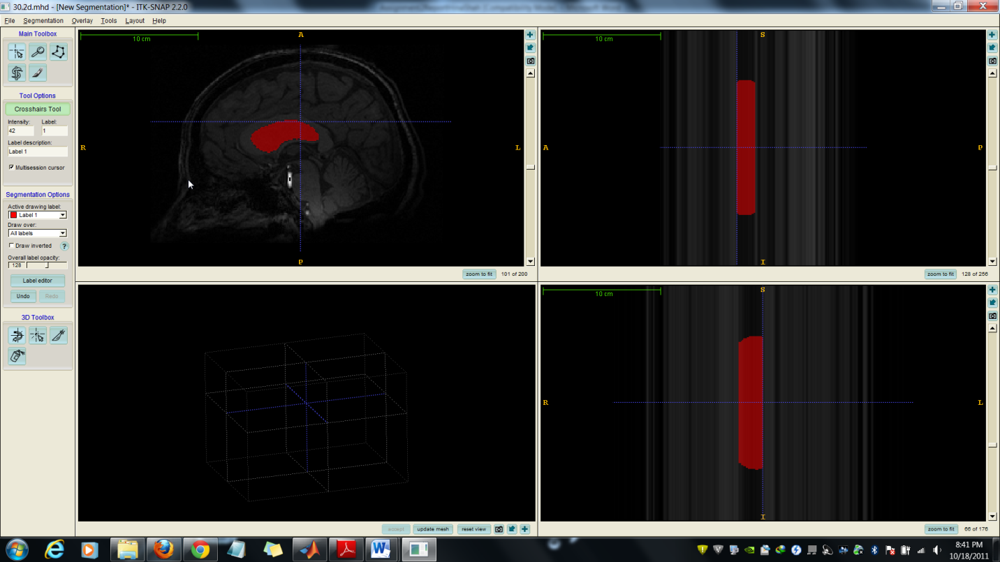 30.2d.mhd - [New Segmentation]* - ITK-SNAP 2.2.0
File Segmentation Overlay Tools Layout Help
Main Toolbox
Tool Options
Crosshairs Tool
Intensity: Label:
42 1
Label description:
Label 1
Multisession cursor
Segmentation Options
Active drawing label:
Label 1
Draw over:
All labels
Draw inverted ?
Overall label opacity:
128
Label editor
Undo Redo
3D Toolbox
10 cm
A
R
L
P
zoom to fit 101 of 200
10 cm
S
A
P
I
zoom to fit 128 of 256
accept update mesh reset view
10 cm
S
R
L
I
zoom to fit 66 of 176
8:41 PM
10/18/2011